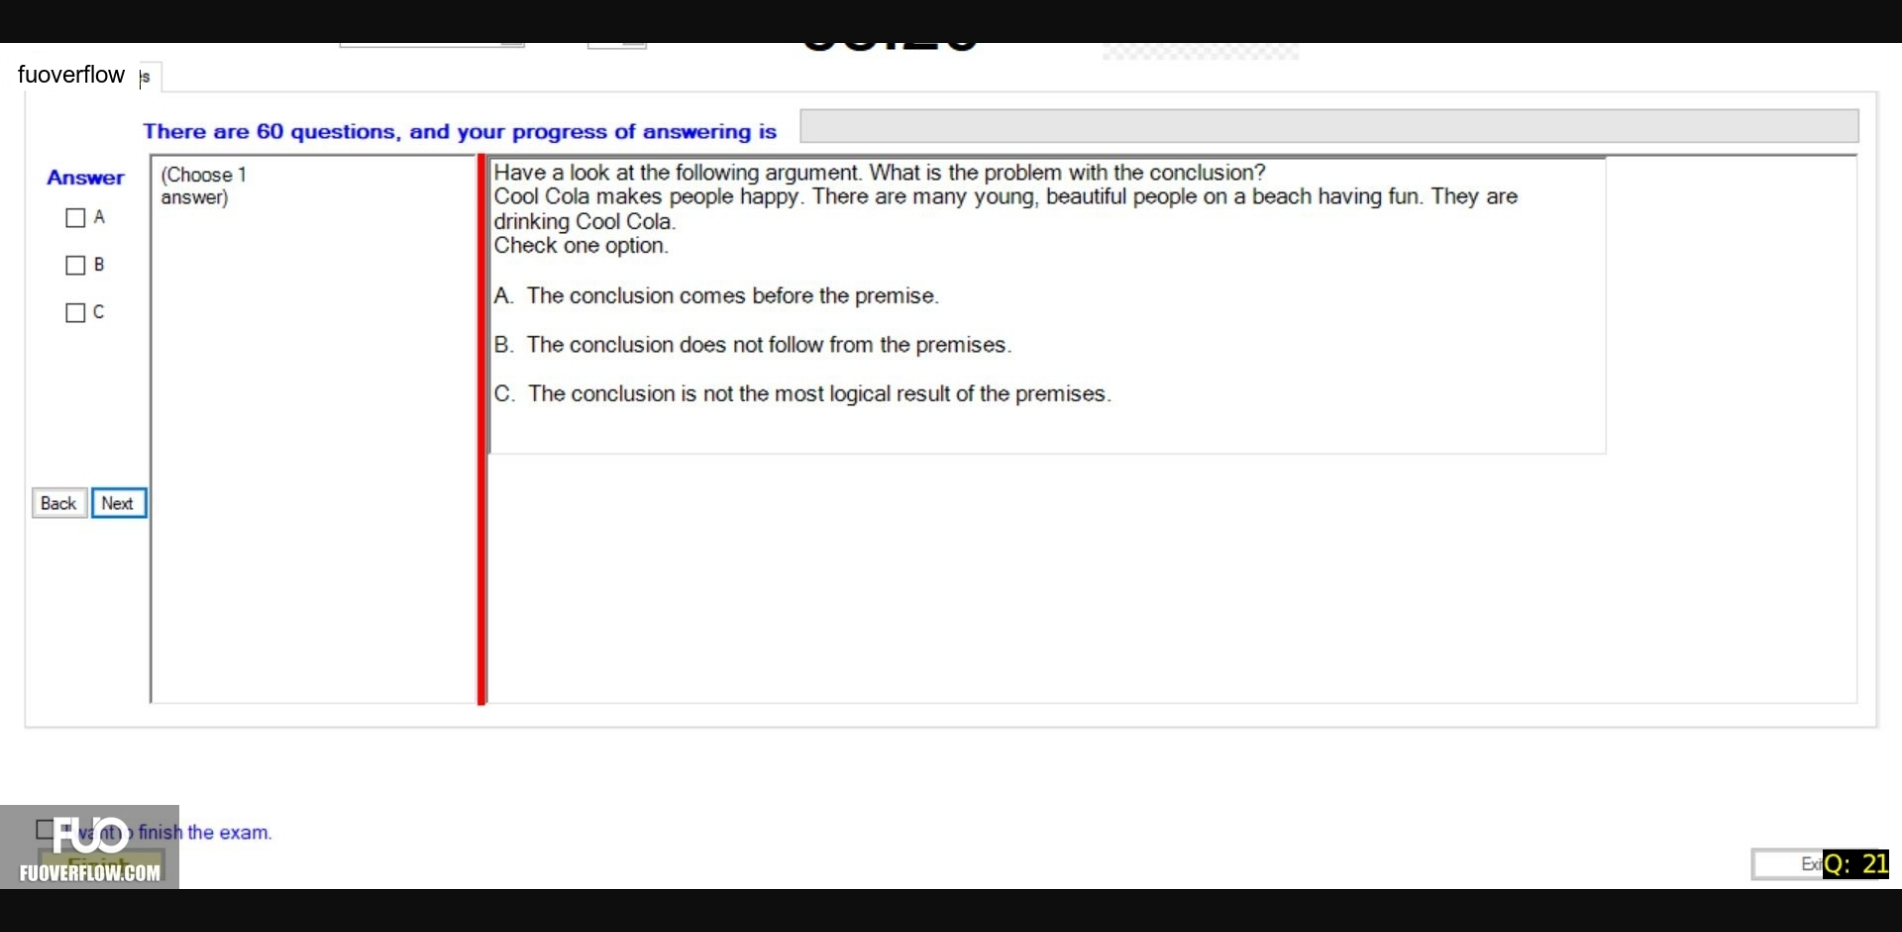 fuoverflow
There are 60 questions, and your progress of answering is
Answer
A
B
C
(Choose 1
answer)
Have a look at the following argument. What is the problem with the conclusion?
Cool Cola makes people happy. There are many young, beautiful people on a beach having fun. They are
drinking Cool Cola.
Check one option.
A. The conclusion comes before the premise.
B. The conclusion does not follow from the premises.
C. The conclusion is not the most logical result of the premises.
Back Next
I want to finish the exam.
FUO
FUOVERFLOW.COM
Q: 21